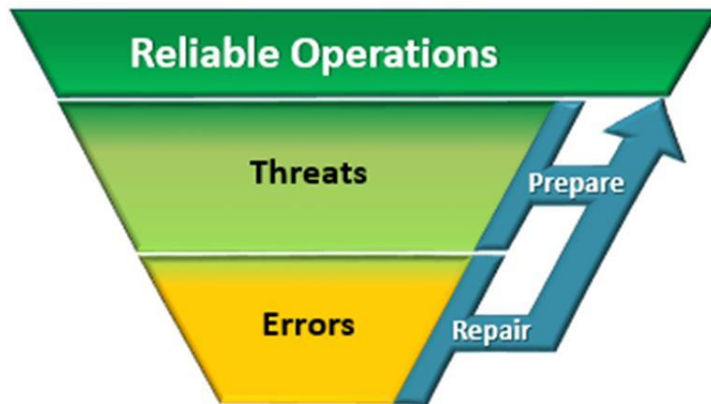 Reliable Operations
Threats
Prepare
Errors
Repair